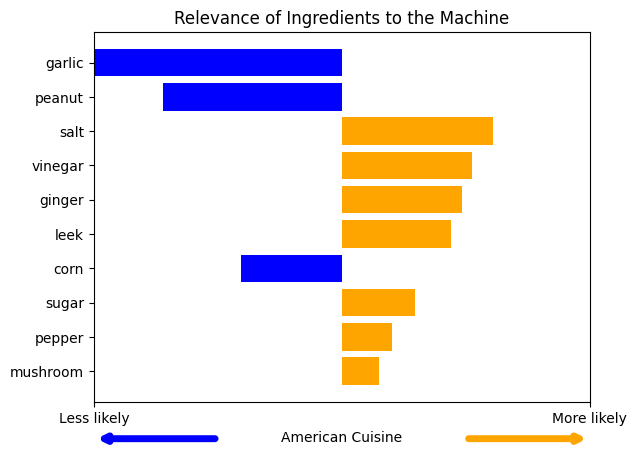 Relevance of Ingredients to the Machine
garlic
peanut
salt
vinegar
ginger
leek
corn
sugar
pepper
mushroom
Less likely
More likely
American Cuisine